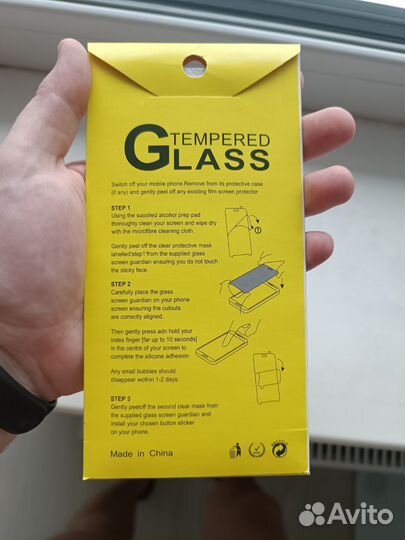 TEMPERED
GLASS
Switch off your mobile phone.Remove from its protective case
(if any) and gently peel off any existing film screen protector
STEP 1
Using the suoolied alcohol prep pad
thoroughly clean your screen and wipe dry
with the microfibre cleaning cloth.
Gently peel off the clear protective mask
labelled'step1'from the supplied glass
screen guardian ensuring you do not touch
the sticky face.
STEP 2
Carefully place the glass
screen guardian on your phone
screen ensuring the cutouts
are correctly aligned.
Then gently press adn hold your
index finger [far up to 10 seconds]
in the centre of your screen to
complete the silicone adhesion
Any small bubbles should
disappear wothin 1-2 days.
STEP 3
Gently peeloff the second clear mask from
the supplied glass screen guardian and
install your chosen button sticker
on your phone.
Made in China
Avito